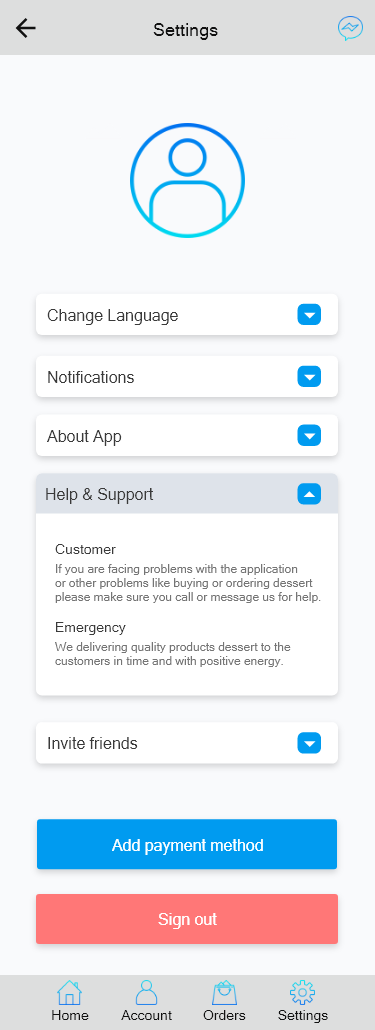 Settings
Change Language
Notifications
About App
Help & Support
Customer
If you are facing problems with the application
or other problems like buying or ordering dessert
please make sure you call or message us for help.
Emergency
We delivering quality products dessert to the
customers in time and with positive energy.
Invite friends
Add payment method
Sign out
Home Account Orders Settings